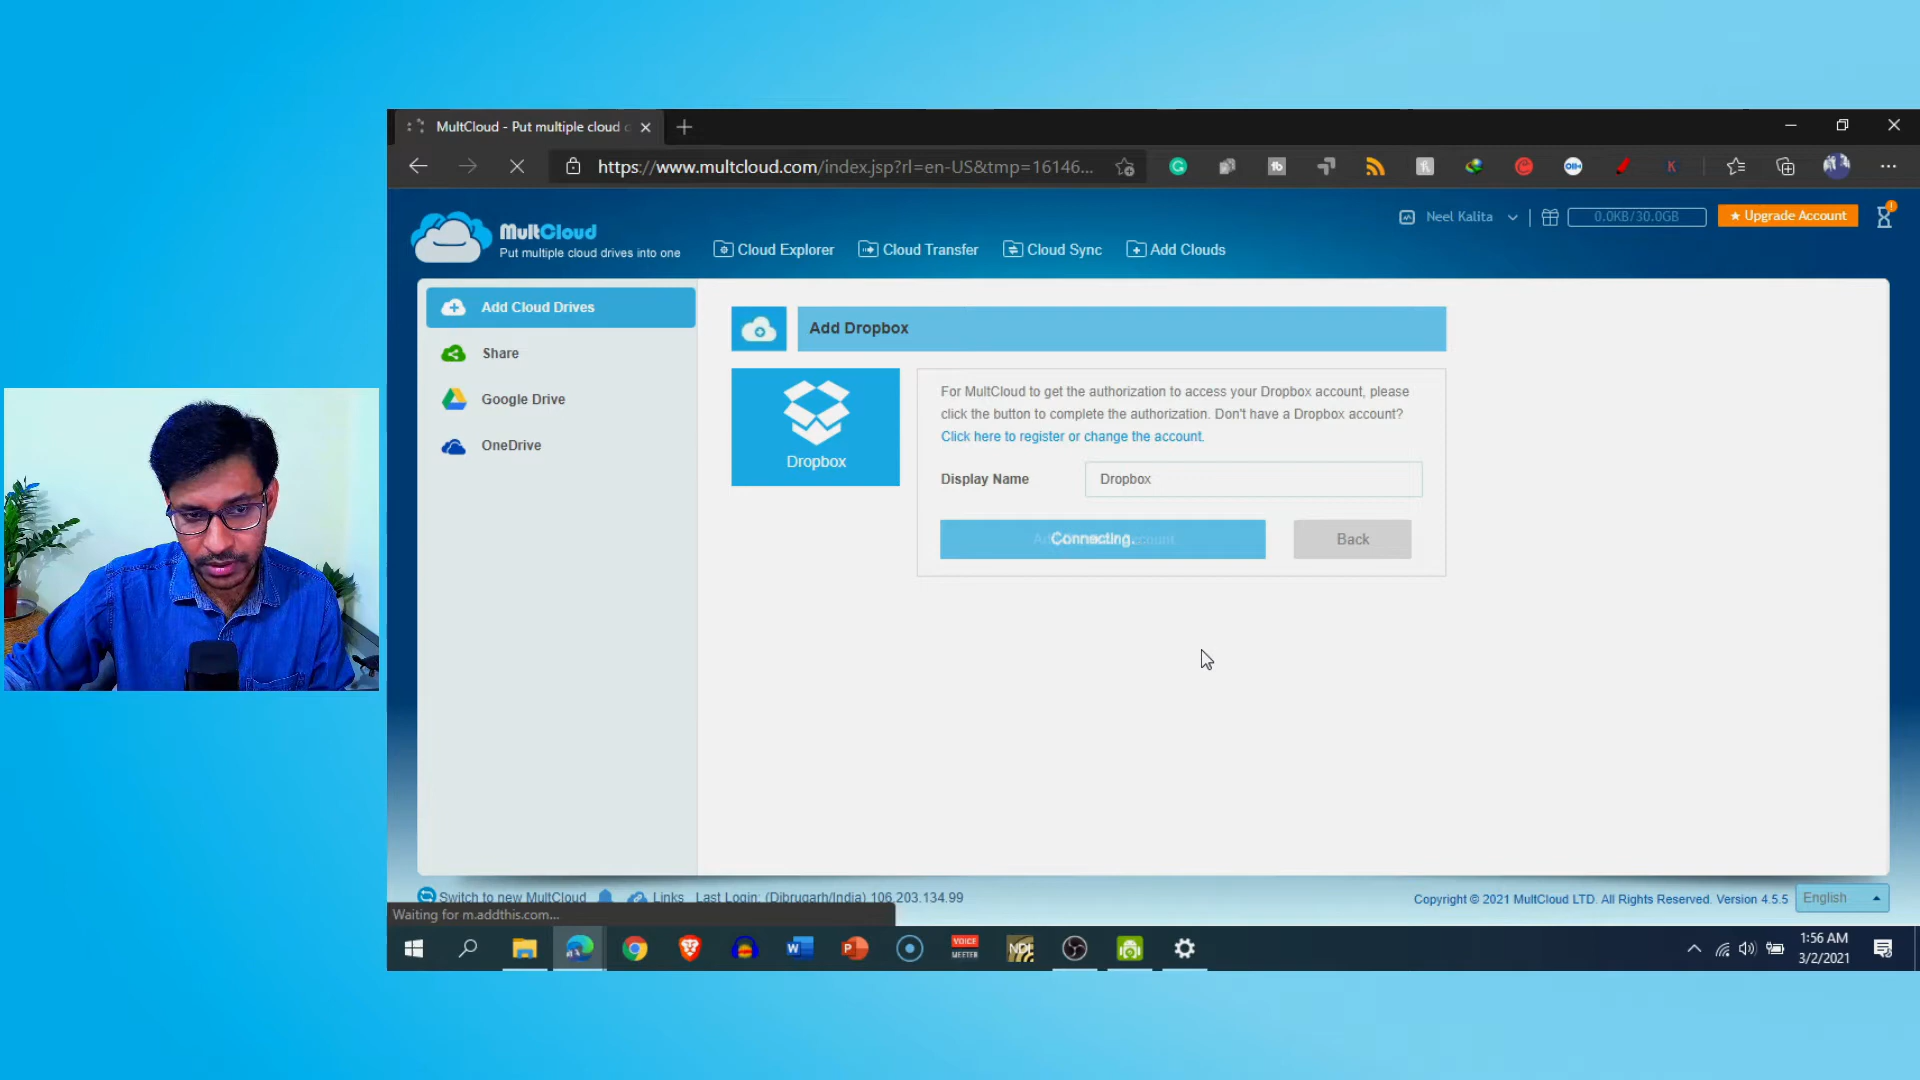 MultCloud - Put multiple cloud
https://www.multcloud.com/index.jsp?rl=en-US&tmp=16146...
MultCloud
Put multiple cloud drives into one
Cloud Explorer
Cloud Transfer
Cloud Sync
Add Clouds
Neel Kalita
0.0KB/30.0GB
★ Upgrade Account
Add Cloud Drives
Share
Google Drive
OneDrive
Add Dropbox
Dropbox
For MultCloud to get the authorization to access your Dropbox account, please
click the button to complete the authorization. Don't have a Dropbox account?
Click here to register or change the account.
Display Name
Dropbox
Connecting.
Back
Switch to new MultCloud
Links
Last Login: (Dibrugarh/India) 106.203.134.99
Copyright © 2021 MultCloud LTD. All Rights Reserved. Version 4.5.5
English
Waiting for m.addthis.com...
VOICE
MEETER
NDI
1:56 AM
3/2/2021